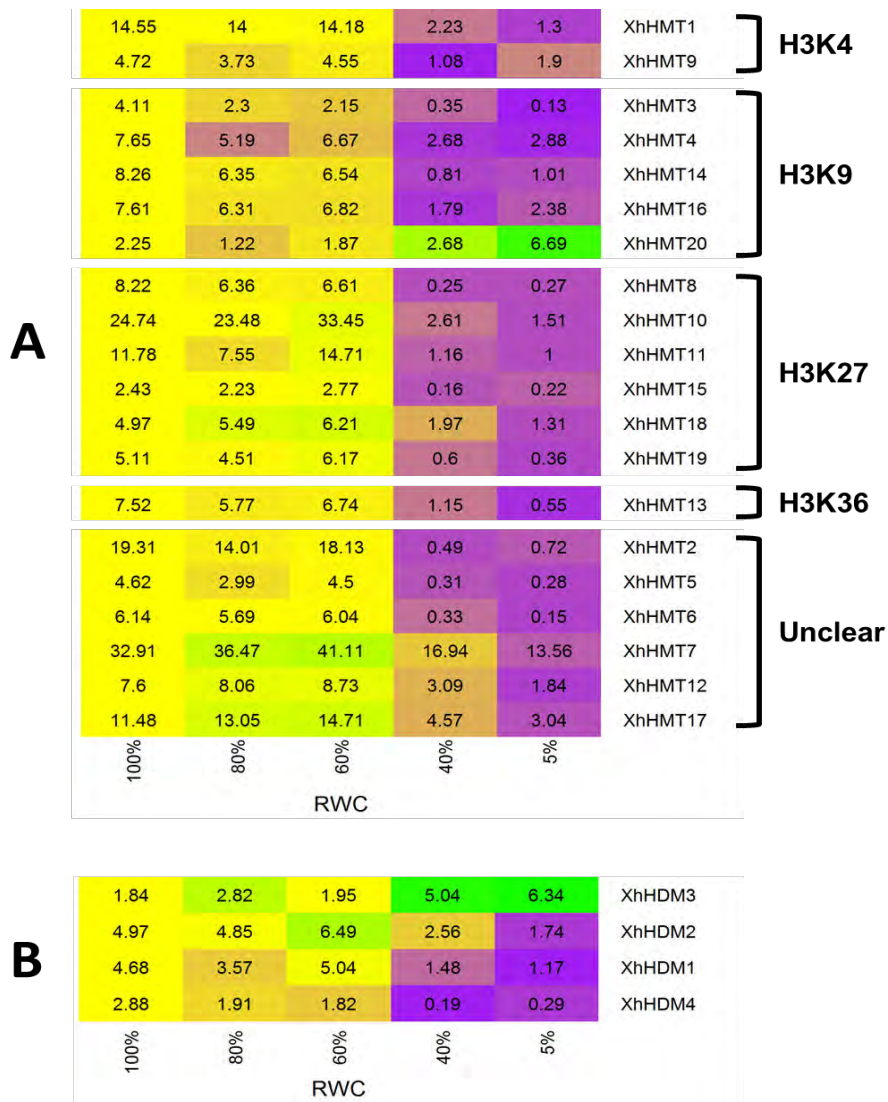 14.55 14 14.18 2.23 1.3 XhHMT1
4.72 3.73 4.55 1.08 1.9 XhHMT9
H3K4
4.11 2.3 2.15 0.35 0.13 XhHMT3
7.65 5.19 6.67 2.68 2.88 XhHMT4
8.26 6.35 6.54 0.81 1.01 XhHMT14
7.61 6.31 6.82 1.79 2.38 XhHMT16
2.25 1.22 1.87 2.68 6.69 XhHMT20
H3K9
A
8.22 6.36 6.61 0.25 0.27 XhHMT8
24.74 23.48 33.45 2.61 1.51 XhHMT10
11.78 7.55 14.71 1.16 1 XhHMT11
2.43 2.23 2.77 0.16 0.22 XhHMT15
4.97 5.49 6.21 1.97 1.31 XhHMT18
5.11 4.51 6.17 0.6 0.36 XhHMT19
H3K27
7.52 5.77 6.74 1.15 0.55 XhHMT13
H3K36
19.31 14.01 18.13 0.49 0.72 XhHMT2
4.62 2.99 4.5 0.31 0.28 XhHMT5
6.14 5.69 6.04 0.33 0.15 XhHMT6
32.91 36.47 41.11 16.94 13.56 XhHMT7
7.6 8.06 8.73 3.09 1.84 XhHMT12
11.48 13.05 14.71 4.57 3.04 XhHMT17
Unclear
100% 80% 60% 40% 5%
RWC
B
1.84 2.82 1.95 5.04 6.34 XhHDM3
4.97 4.85 6.49 2.56 1.74 XhHDM2
4.68 3.57 5.04 1.48 1.17 XhHDM1
2.88 1.91 1.82 0.19 0.29 XhHDM4
100% 80% 60% 40% 5%
RWC